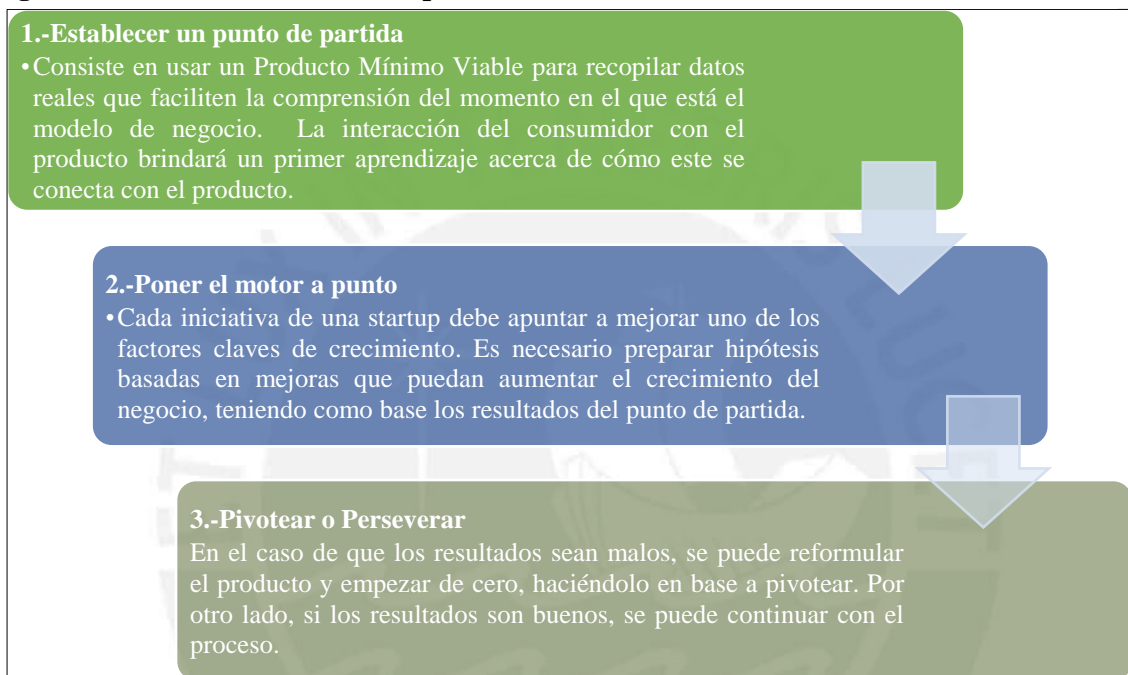 1.-Establecer un punto de partida
•Consiste en usar un Producto Mínimo Viable para recopilar datos
reales que faciliten la comprensión del momento en el que está el
modelo de negocio. La interacción del consumidor con el
producto brindará un primer aprendizaje acerca de cómo este se
conecta con el producto.
2.-Poner el motor a punto
•Cada iniciativa de una startup debe apuntar a mejorar uno de los
factores claves de crecimiento. Es necesario preparar hipótesis
basadas en mejoras que puedan aumentar el crecimiento del
negocio, teniendo como base los resultados del punto de partida.
3.-Pivotear o Perseverar
En el caso de que los resultados sean malos, se puede reformular
el producto y empezar de cero, haciéndolo en base a pivotear. Por
otro lado, si los resultados son buenos, se puede continuar con el
proceso.